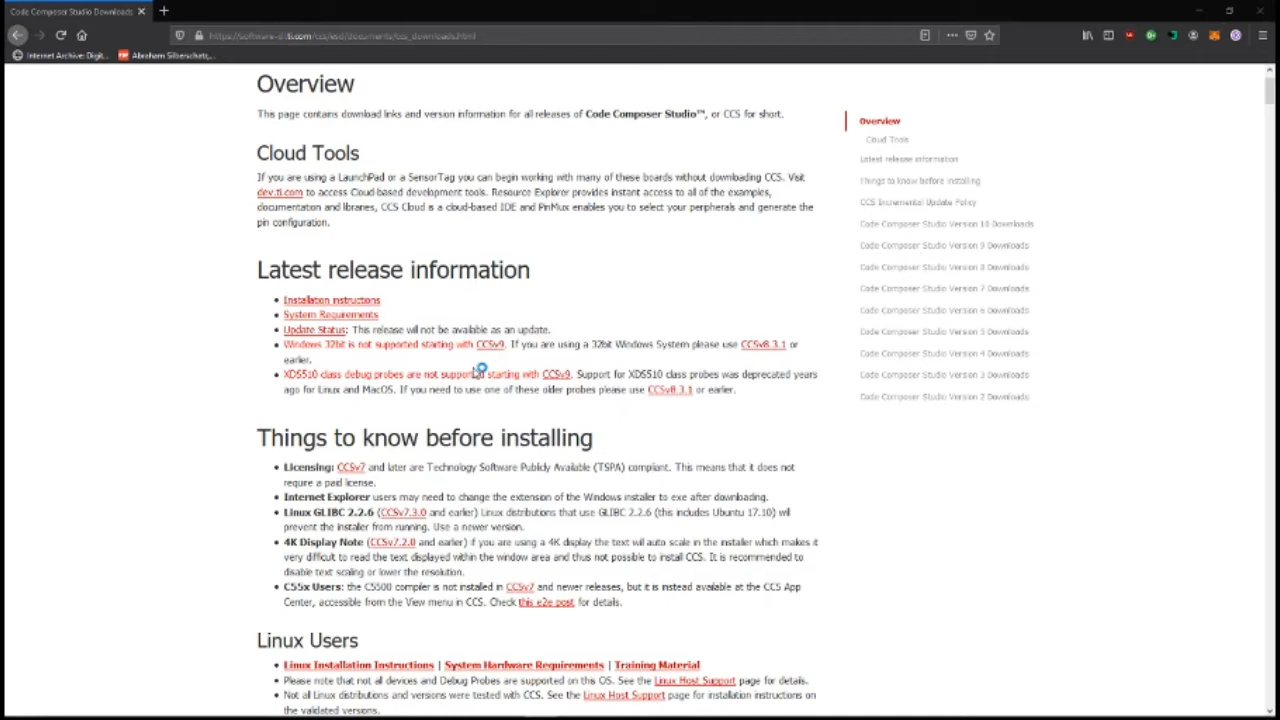 Code Composer Studio Downloads
https://software-dl.ti.com/ccs/esd/documents/ccs_downloads.html
Internet Archive: Digit...
Abraham Silberschatz,...
Overview
This page contains download links and version information for all releases of Code Composer Studio™, or CCS for short.
Cloud Tools
If you are using a LaunchPad or a SensorTag you can begin working with many of these boards without downloading CCS. Visit
dev.ti.com to access Cloud-based development tools. Resource Explorer provides instant access to all of the examples,
documentation and libraries, CCS Cloud is a cloud-based IDE and PinMux enables you to select your peripherals and generate the
pin configuration.
Latest release information
Installation instructions
System Requirements
Update Status: This release will not be available as an update.
Windows 32bit is not supported starting with CCSv9. If you are using a 32bit Windows System please use CCSv8.3.1 or
earlier.
XDS510 class debug probes are not supported starting with CCSv9. Support for XDS510 class probes was deprecated years
ago for Linux and MacOS. If you need to use one of these older probes please use CCSv8.3.1 or earlier.
Things to know before installing
Licensing: CCSv7 and later are Technology Software Publicly Available (TSPA) compliant. This means that it does not
require a paid license.
Internet Explorer users may need to change the extension of the Windows installer to exe after downloading.
Linux GLIBC 2.2.6 (CCSv7.3.0 and earlier) Linux distributions that use GLIBC 2.2.6 (this includes Ubuntu 17.10) will
prevent the installer from running. Use a newer version.
4K Display Note (CCSv7.2.0 and earlier) if you are using a 4K display the text will auto scale in the installer which makes it
very difficult to read the text displayed within the window area and thus not possible to install CCS. It is recommended to
disable text scaling or lower the resolution.
C55x Users: the C5500 compiler is not installed in CCSv7 and newer releases, but it is instead available at the CCS App
Center, accessible from the View menu in CCS. Check this e2e post for details.
Linux Users
Linux Installation Instructions | System Hardware Requirements | Training Material
Please note that not all devices and Debug Probes are supported on this OS. See the Linux Host Support page for details.
Not all Linux distributions and versions were tested with CCS. See the Linux Host Support page for installation instructions on
the validated versions.
Overview
Cloud Tools
Latest release information
Things to know before installing
CCS Incremental Update Policy
Code Composer Studio Version 10 Downloads
Code Composer Studio Version 9 Downloads
Code Composer Studio Version 8 Downloads
Code Composer Studio Version 7 Downloads
Code Composer Studio Version 6 Downloads
Code Composer Studio Version 5 Downloads
Code Composer Studio Version 4 Downloads
Code Composer Studio Version 3 Downloads
Code Composer Studio Version 2 Downloads